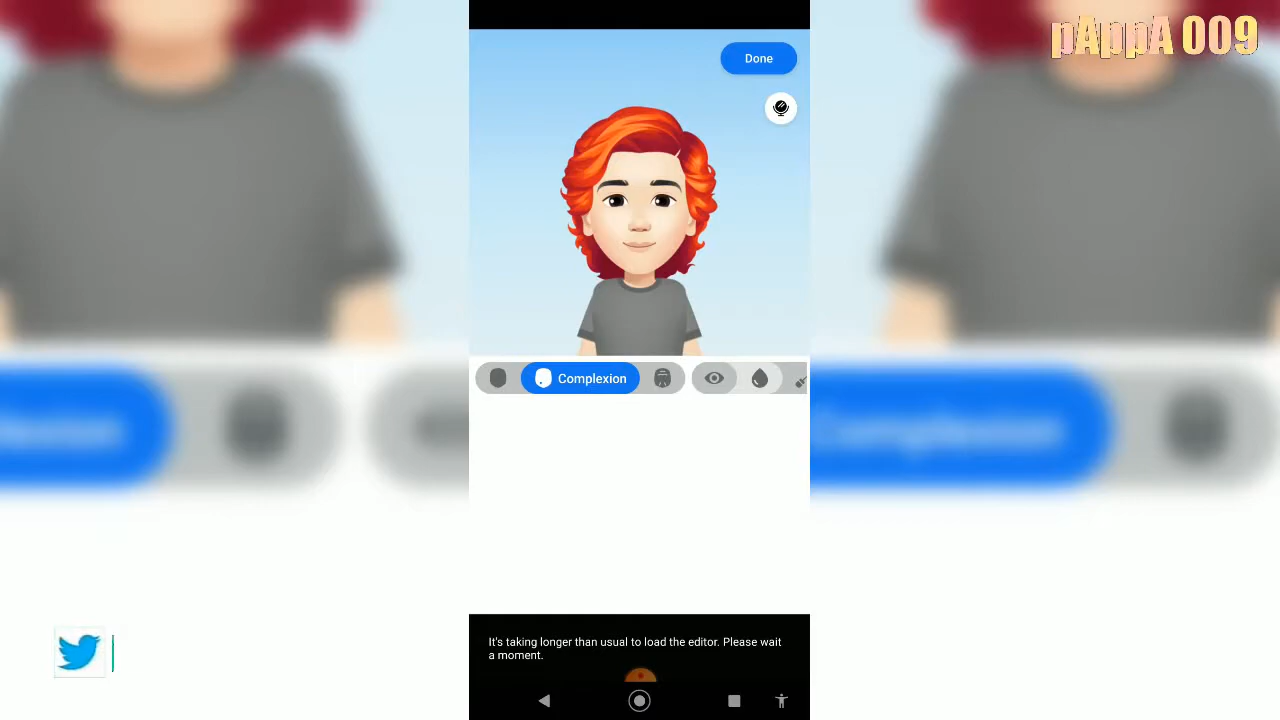 pAppA 009
Done
Complexion
It's taking longer than usual to load the editor. Please wait
a moment.